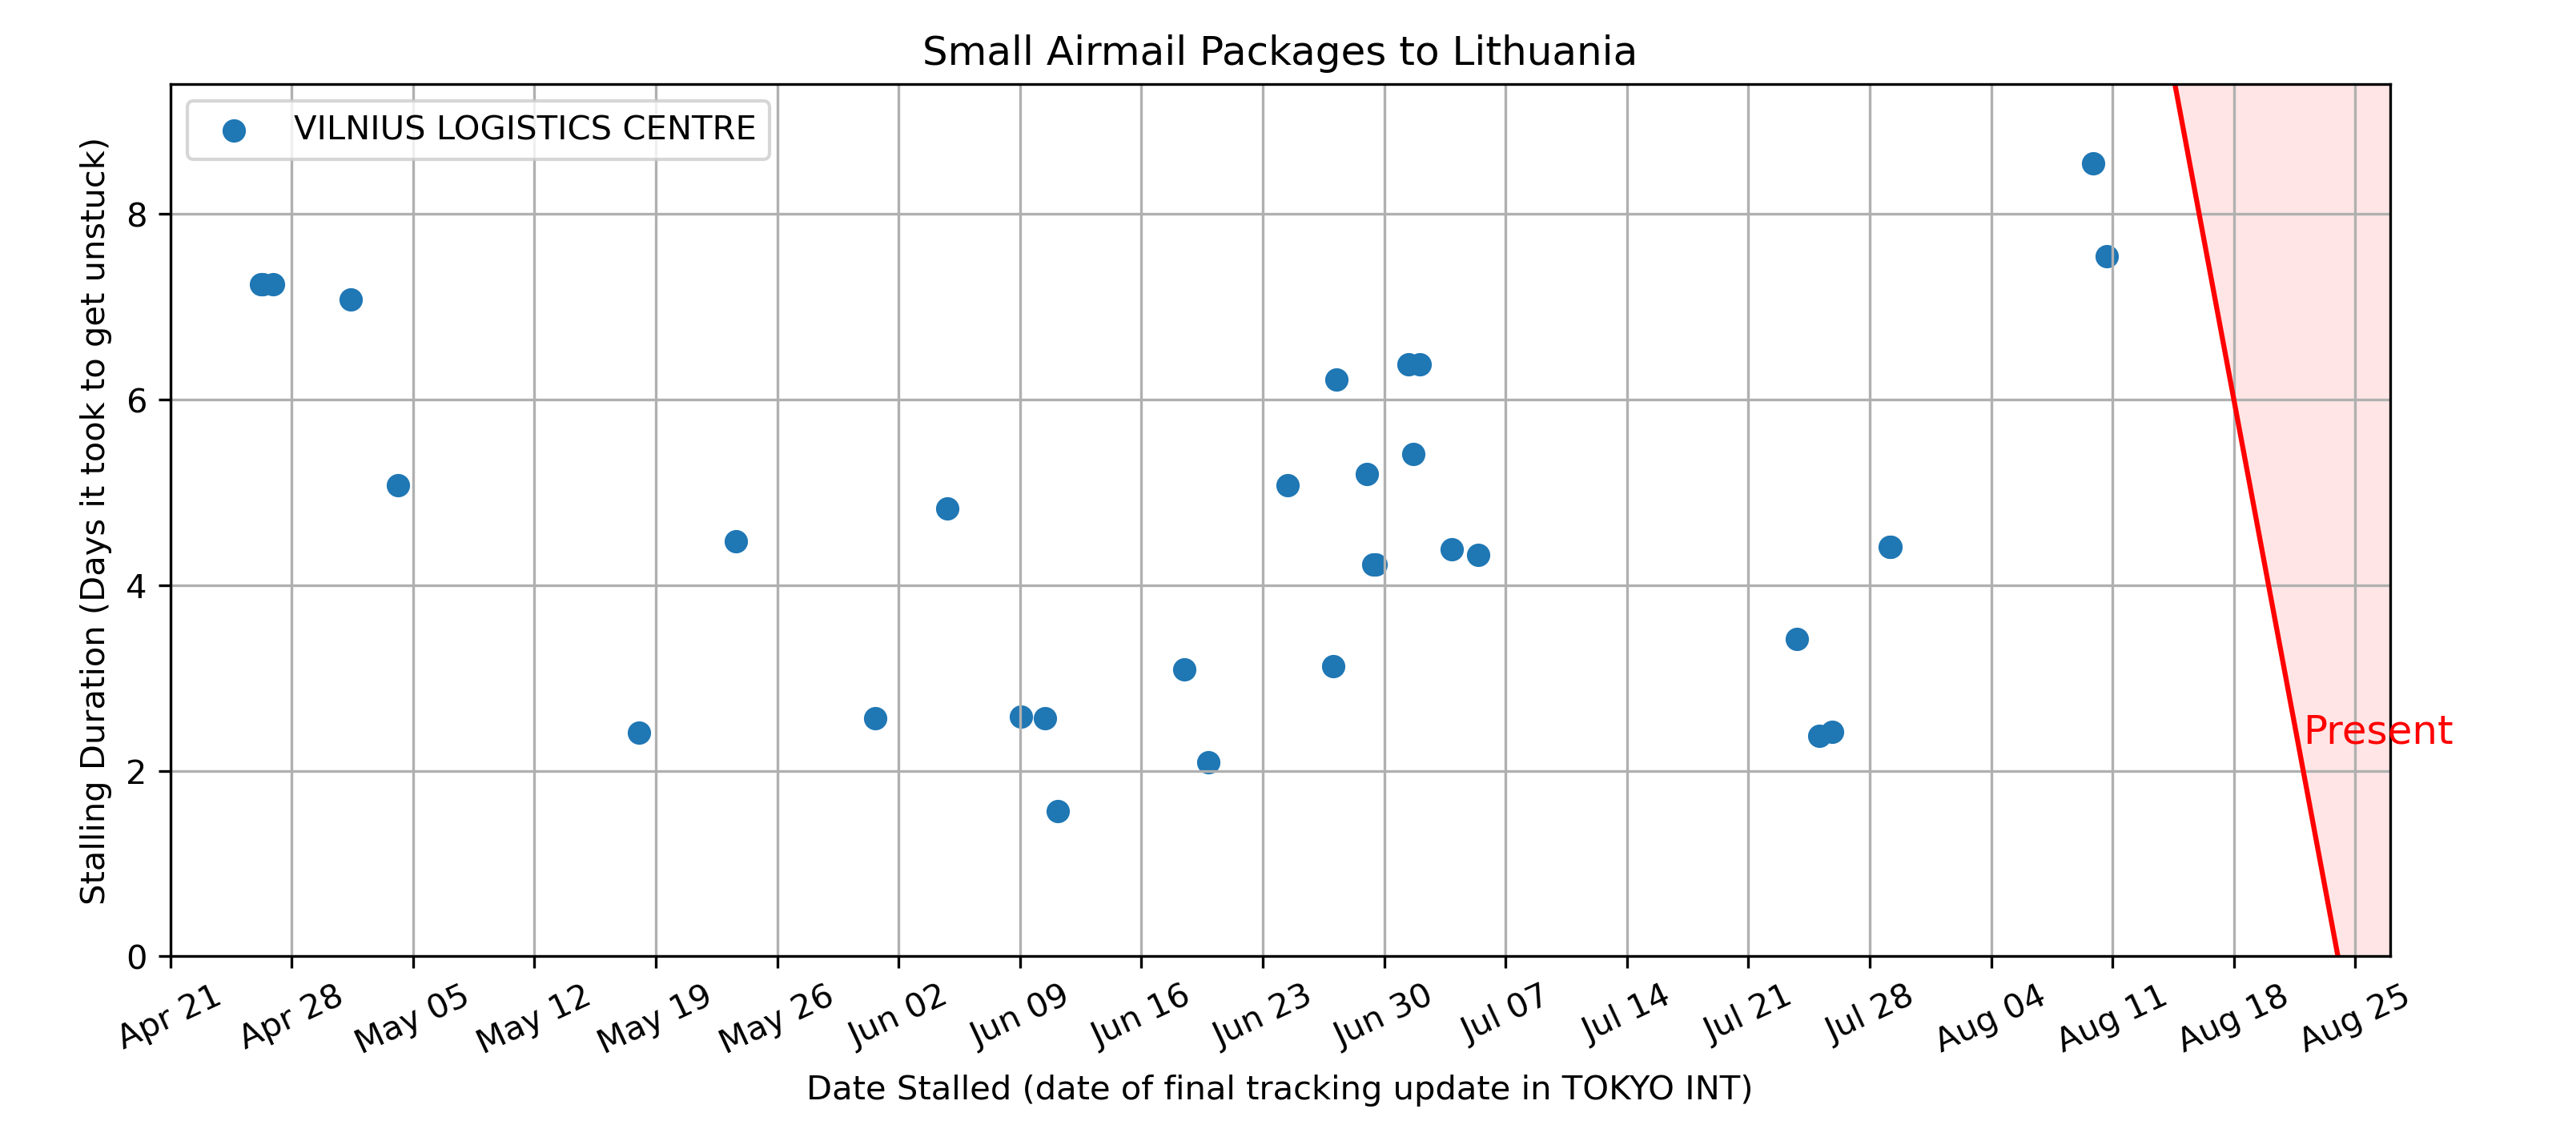 Small Airmail Packages to Lithuania
VILNIUS LOGISTICS CENTRE
Stalling Duration (Days it took to get unstuck)
8
6
4
2
0
Present
Apr 21
Apr 28
May 05
May 12
May 19
May 26
Jun 02
Jun 09
Jun 16
Jun 23
Jun 30
Jul 07
Jul 14
Jul 21
Jul 28
Aug 04
Aug 11
Aug 18
Aug 25
Date Stalled (date of final tracking update in TOKYO INT)